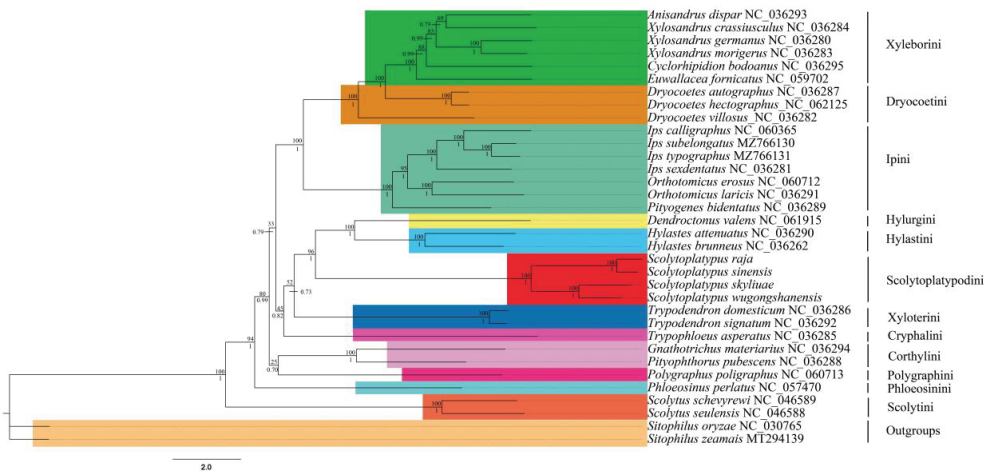 Anisandrus dispar NC_036293
Xylosandrus crassiusculus NC_036284
Xylosandrus germanus NC_036280
Xylosandrus morigerus NC_036283
Cyclorhipidion bodoanus NC_036295
Euwallacea fornicatus NC_059702
Xyleborini
Dryocoetes autographus NC_036287
Dryocoetes hectographus NC_062125
Dryocoetes villosus NC_036282
Dryocoetini
Ips calligraphus NC_060365
Ips subelongatus MZ766130
Ips typographus MZ766131
Ips sexdentatus NC_036281
Orthotomicus erosus NC_060712
Orthotomicus laricis NC_036291
Pityogenes bidentatus NC_036289
Ipini
Dendroctonus valens NC_061915
Hylurgini
Hylastes attenuatus NC_036290
Hylastes brunneus NC_036262
Hylastini
Scolytoplatypus raja
Scolytoplatypus sinensis
Scolytoplatypus skyliuae
Scolytoplatypus wugongshanensis
Scolytoplatypodini
Trypodendron domesticum NC_036286
Trypodendron signatum NC_036292
Xyloterini
Trypophloeus asperatus NC_036285
Cryphalini
Gnathotrichus materiarius NC_036294
Pityophthorus pubescens NC_036288
Corthylini
Polygraphus poligraphus NC_060713
Polygraphini
Phloeosinus perlatus NC_057470
Phloeosinini
Scolytus schevyrewi NC_046589
Scolytus seulensis NC_046588
Scolytini
Sitophilus oryzae NC_030765
Sitophilus zeamais MT294139
Outgroups
2.0